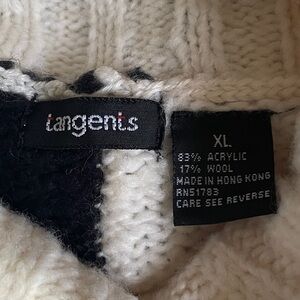 tangents
XL
83% ACRYLIC
17% WOOL
MADE IN HONG KONG
RN51783
CARE SEE REVERSE